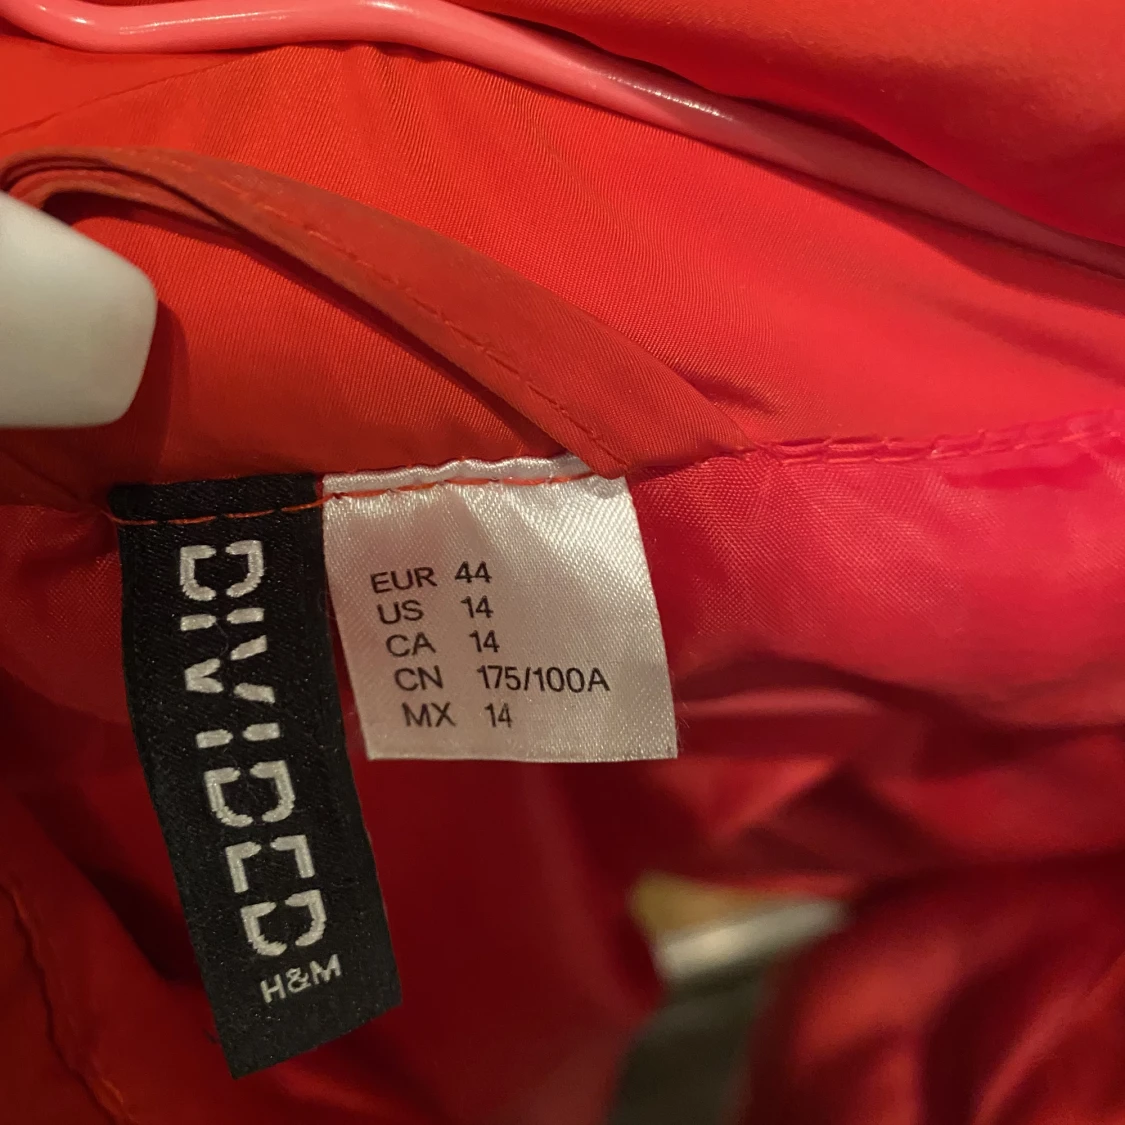 DIVIDED
H&M
EUR 44
US 14
CA 14
CN 175/100A
MX 14